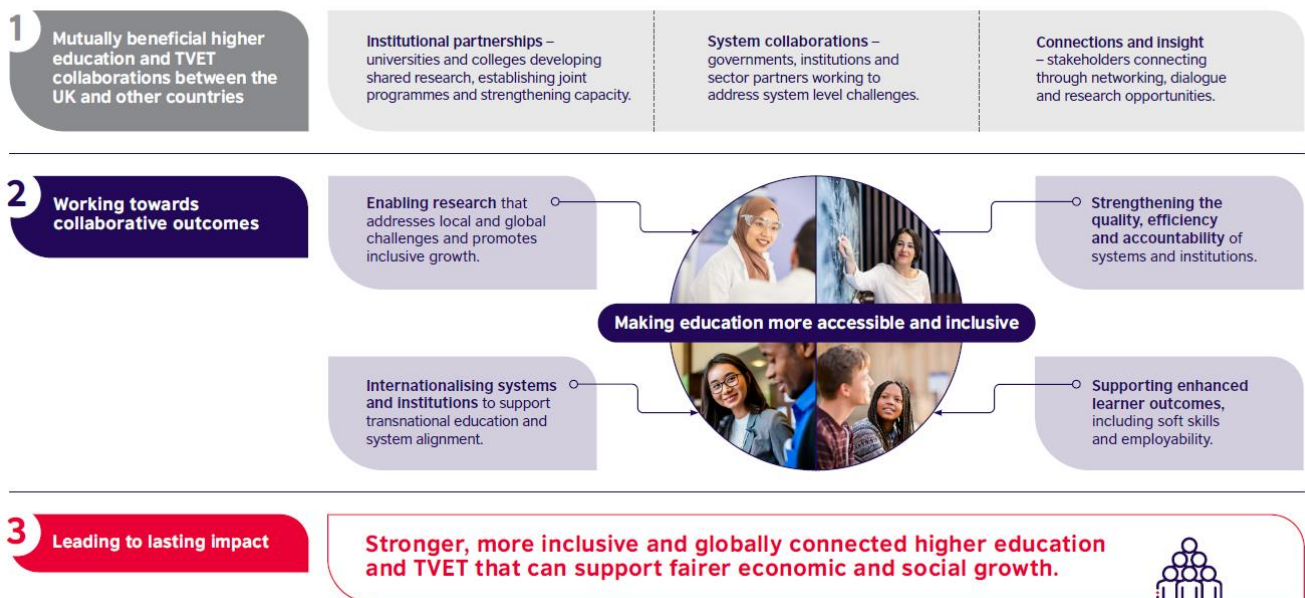 1
Mutually beneficial higher
education and TVET
collaborations between the
UK and other countries
Institutional partnerships –
universities and colleges developing
shared research, establishing joint
programmes and strengthening capacity.
System collaborations –
governments, institutions and
sector partners working to
address system level challenges.
Connections and insight
– stakeholders connecting
through networking, dialogue
and research opportunities.
2
Working towards
collaborative outcomes
Enabling research that
addresses local and global
challenges and promotes
inclusive growth.
Strengthening the
quality, efficiency
and accountability of
systems and institutions.
Making education more accessible and inclusive
Internationalising systems
and institutions to support
transnational education and
system alignment.
Supporting enhanced
learner outcomes,
including soft skills
and employability.
3
Leading to lasting impact
Stronger, more inclusive and globally connected higher education
and TVET that can support fairer economic and social growth.